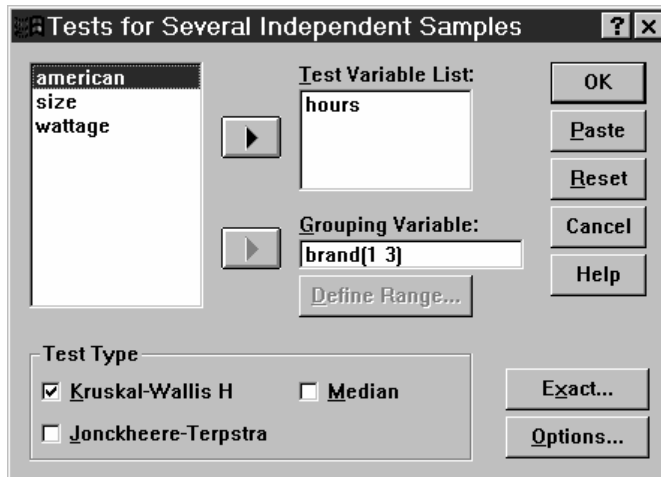 Tests for Several Independent Samples
american
size
wattage
Test Variable List:
hours
Grouping Variable:
brand(1 3)
Define Range...
OK
Paste
Reset
Cancel
Help
Test Type
Kruskal-Wallis H
Median
Jonckheere-Terpstra
Exact...
Options...